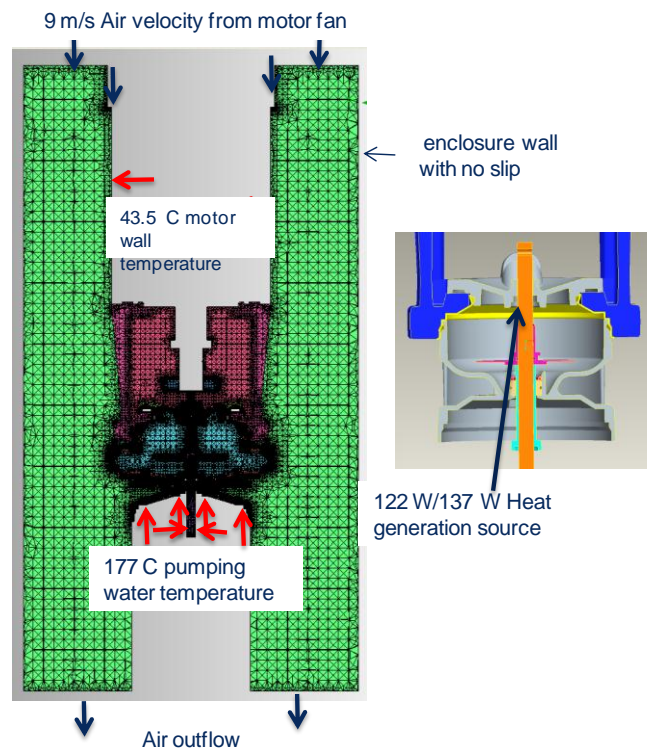 9 m/s Air velocity from motor fan
enclosure wall
with no slip
43.5 C motor
wall
temperature
122 W/137 W Heat
generation source
177 C pumping
water temperature
Air outflow